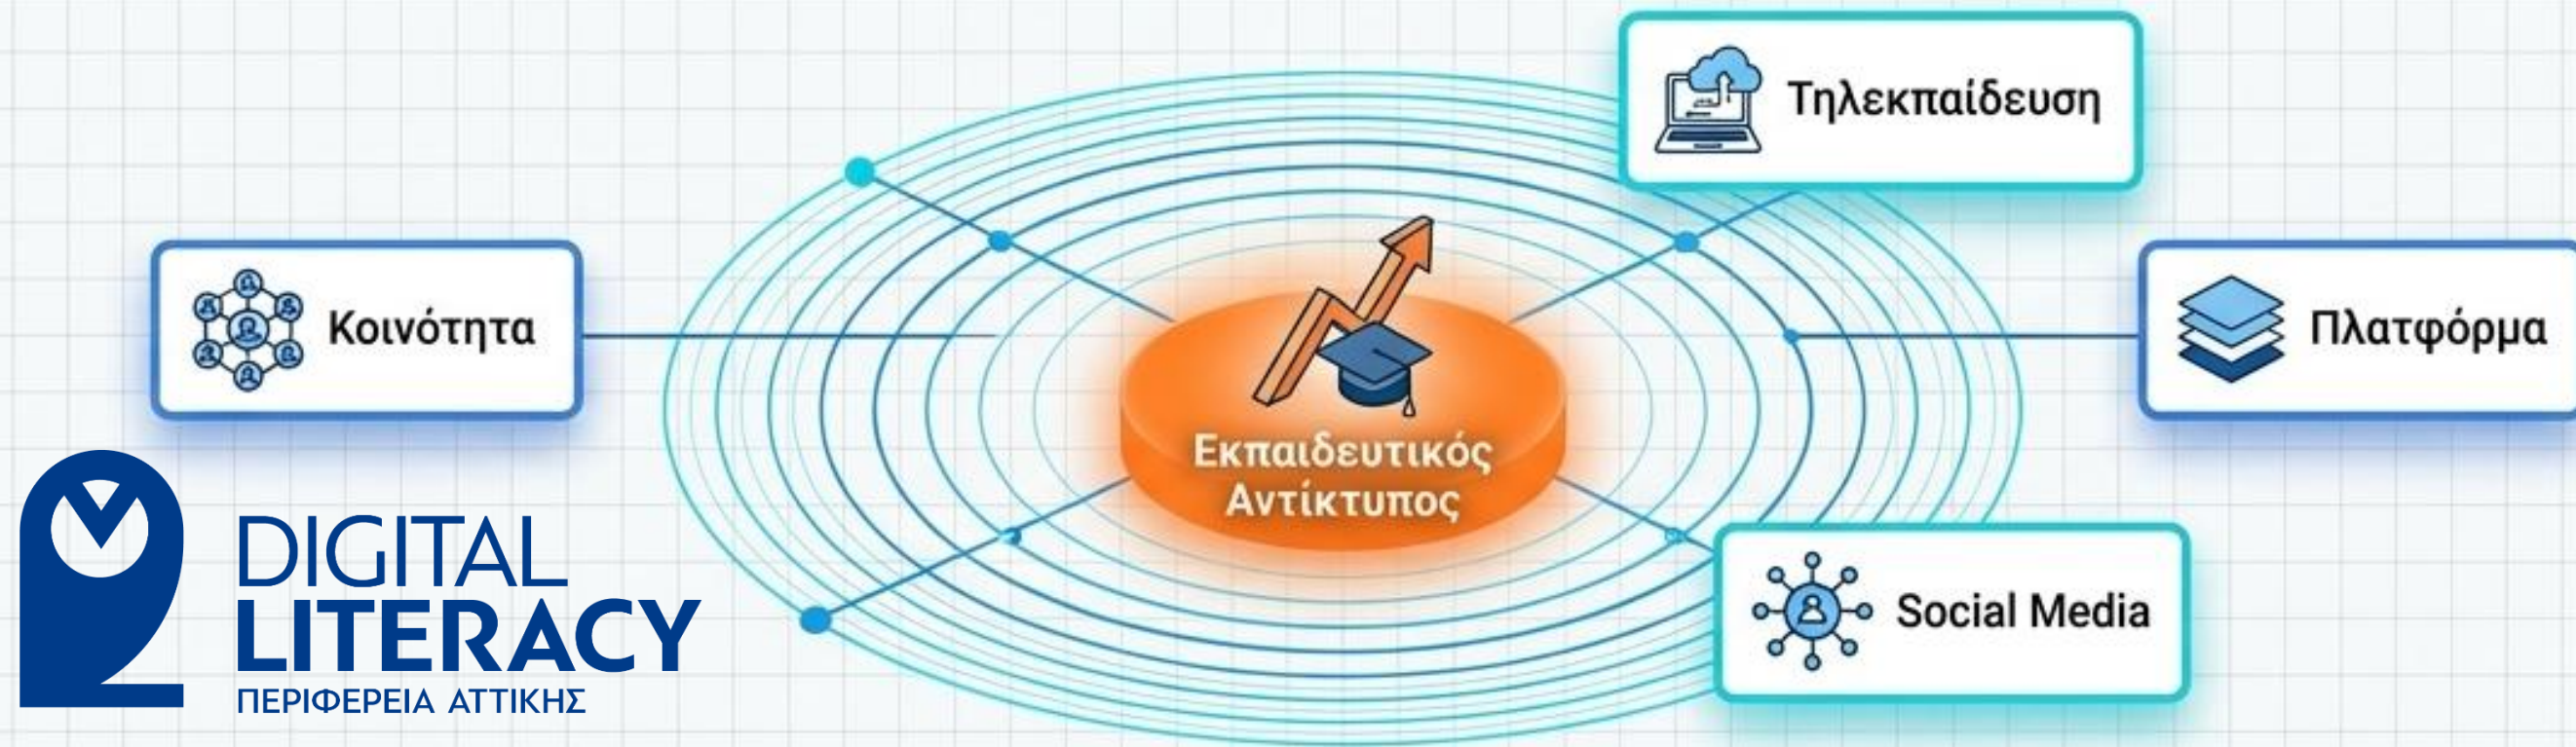 Τηλεκπαίδευση
Κοινότητα
Πλατφόρμα
Εκπαιδευτικός
Αντίκτυπος
Social Media
DIGITAL
LITERACY
ΠΕΡΙΦΕΡΕΙΑ ΑΤΤΙΚΗΣ